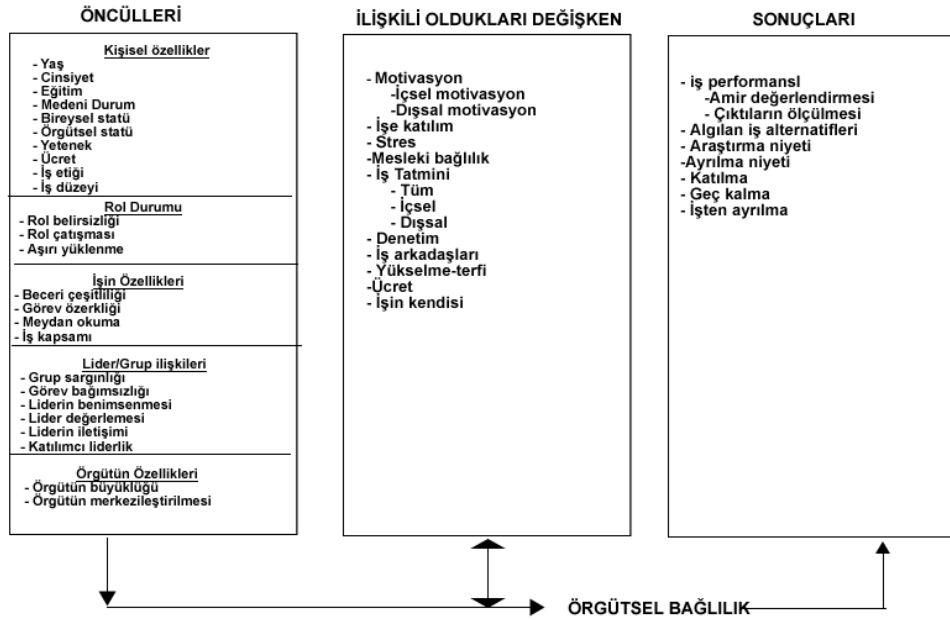 ÖNCÜLLERİ
Kişisel özellikler
- Yaş
- Cinsiyet
- Eğitim
- Medeni Durum
- Bireysel statü
- Örgütsel statü
- Yetenek
- Ücret
- İş etiği
- İş düzeyi
Rol Durumu
- Rol belirsizliği
- Rol çatışması
- Aşırı yüklenme
İşin Özellikleri
- Beceri çeşitliliği
- Görev özerkliği
- Meydan okuma
- İş kapsamı
Lider/Grup ilişkileri
- Grup sargınlığı
- Görev bağımsızlığı
- Liderin benimsenmesi
- Lider değerlemesi
- Liderin iletişimi
- Katılımcı liderlik
Örgütün Özellikleri
- Örgütün büyüklüğü
- Örgütün merkezileştirilmesi
İLİŞKİLİ OLDUKLARI DEĞİŞKEN
- Motivasyon
-İçsel motivasyon
-Dışsal motivasyon
- İşe katılım
- Stres
-Mesleki bağlılık
- İş Tatmini
- Tüm
- İçsel
- Dışsal
- Denetim
- İş arkadaşları
- Yükselme-terfi
-Ücret
- İşin kendisi
SONUÇLARI
- iş performansl
-Amir değerlendirmesi
- Çıktıların ölçülmesi
- Algılan iş alternatifleri
- Araştırma niyeti
-Ayrılma niyeti
- Katılma
- Geç kalma
- İşten ayrılma
ÖRGÜTSEL BAĞLILIK